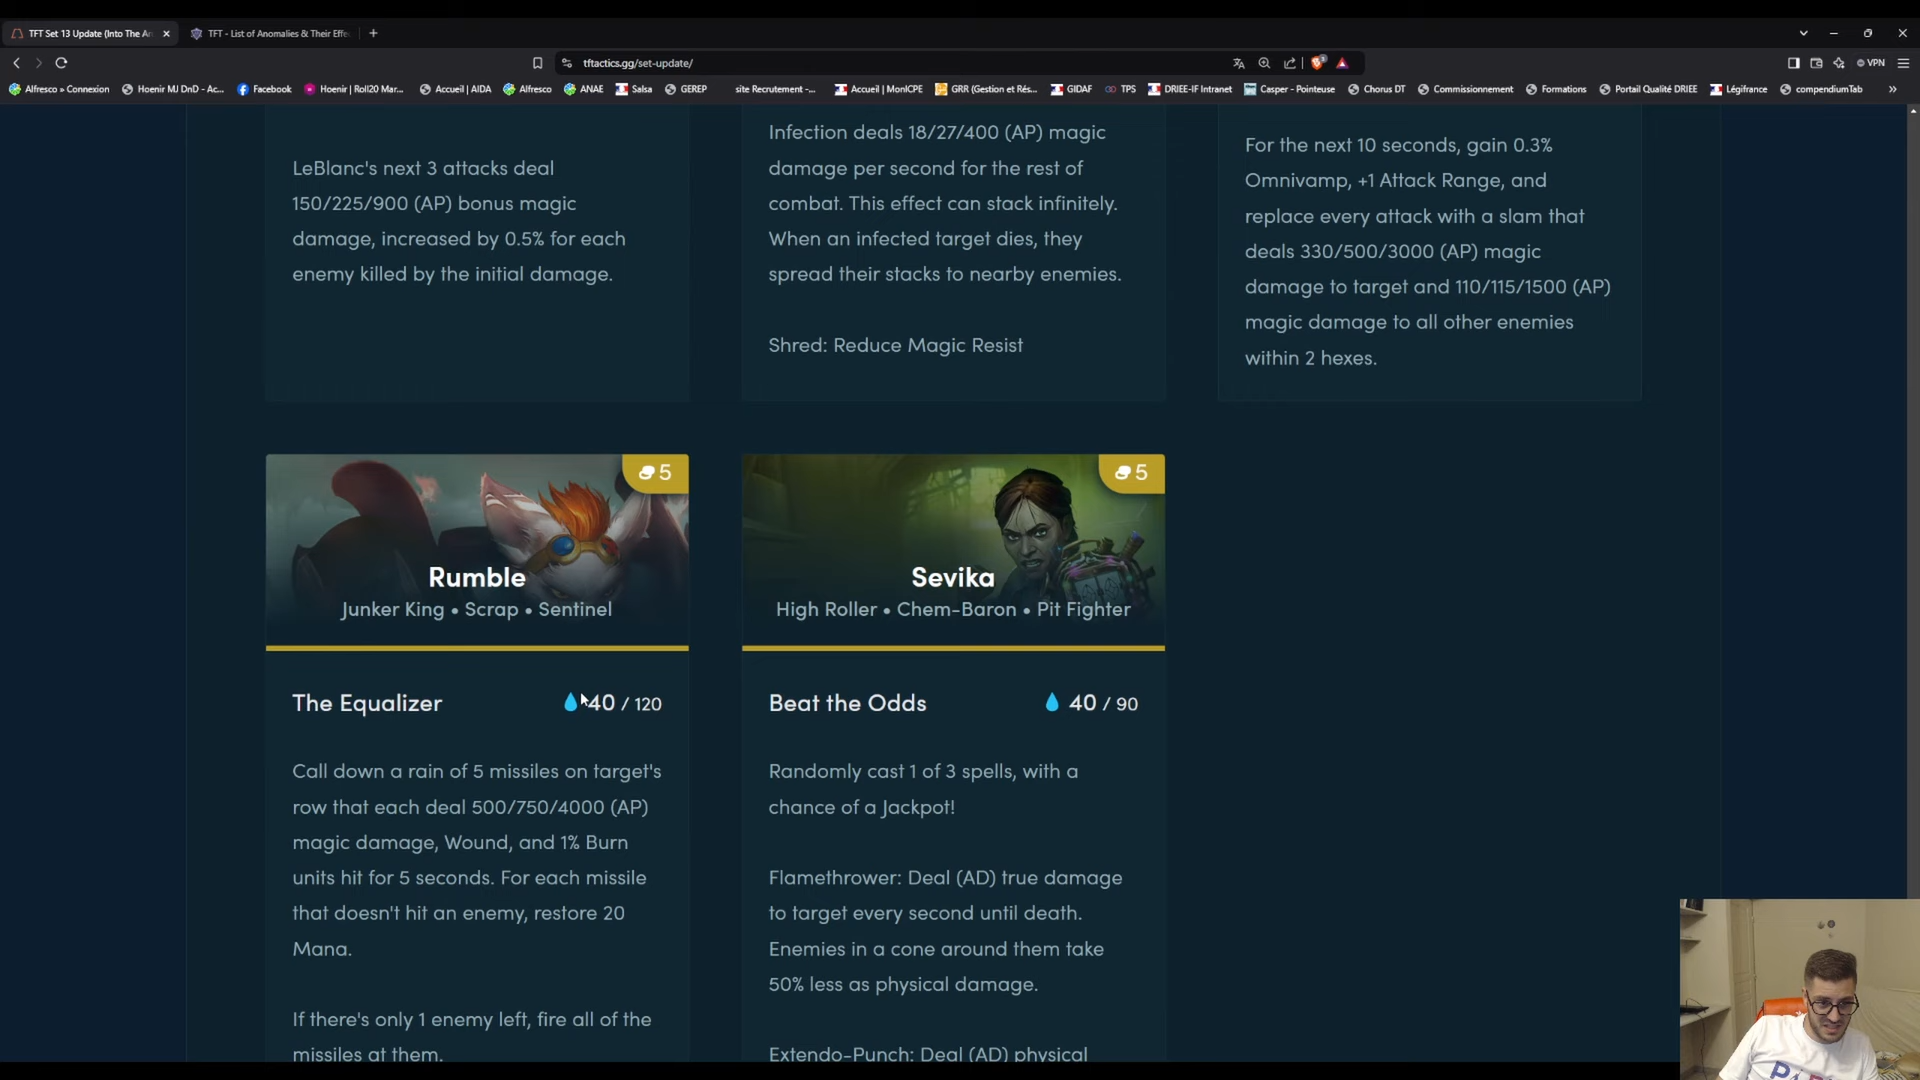 TFT Set 13 Update (Into The Ar
TFT - List of Anomalies & Their Effe
tftactics.gg/set-update/
VPN
Alfresco » Connexion
Hoenir MJ DnD - Ac...
Facebook
Hoenir | Roll20 Mar...
Accueil | AIDA
Alfresco
ANAE
Salsa
GEREP
site Recrutement -...
Accueil | MonICPE
GRR (Gestion et Rés...
GIDAF
TPS
DRIEE-IF Intranet
Casper - Pointeuse
Chorus DT
Commissionnement
Formations
Portail Qualité DRIEE
Légifrance
compendiumTab
LeBlanc's next 3 attacks deal
150/225/900 (AP) bonus magic
damage, increased by 0.5% for each
enemy killed by the initial damage.
Infection deals 18/27/400 (AP) magic
damage per second for the rest of
combat. This effect can stack infinitely.
When an infected target dies, they
spread their stacks to nearby enemies.
Shred: Reduce Magic Resist
For the next 10 seconds, gain 0.3%
Omnivamp, +1 Attack Range, and
replace every attack with a slam that
deals 330/500/3000 (AP) magic
damage to target and 110/115/1500 (AP)
magic damage to all other enemies
within 2 hexes.
5
Rumble
Junker King • Scrap • Sentinel
The Equalizer
40 / 120
Call down a rain of 5 missiles on target's
row that each deal 500/750/4000 (AP)
magic damage, Wound, and 1% Burn
units hit for 5 seconds. For each missile
that doesn't hit an enemy, restore 20
Mana.
If there's only 1 enemy left, fire all of the
missiles at them.
5
Sevika
High Roller • Chem-Baron • Pit Fighter
Beat the Odds
40 / 90
Randomly cast 1 of 3 spells, with a
chance of a Jackpot!
Flamethrower: Deal (AD) true damage
to target every second until death.
Enemies in a cone around them take
50% less as physical damage.
Extendo-Punch: Deal (AD) physical